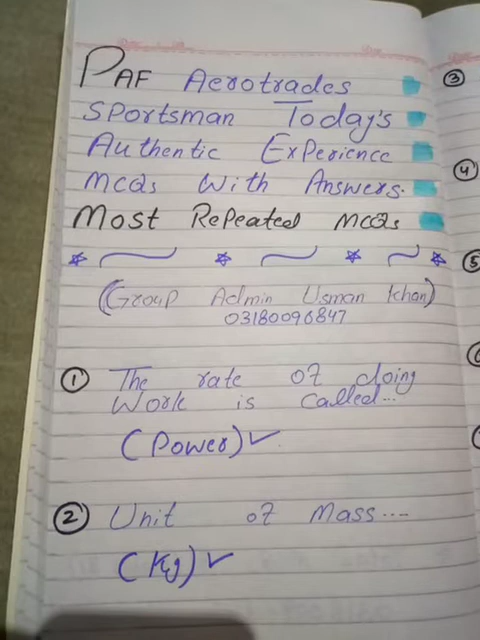 PAF Aerotrades
Sportsman Today's
Authentic Experience
Mcqs With Answers.
Most Repeated Mcqs
(Group Admin Usman Khan)
03180096847
① The rate of doing
Work is Called...
(Power) ✓
② Unit of Mass....
(Kg) ✓
③
④
⑤